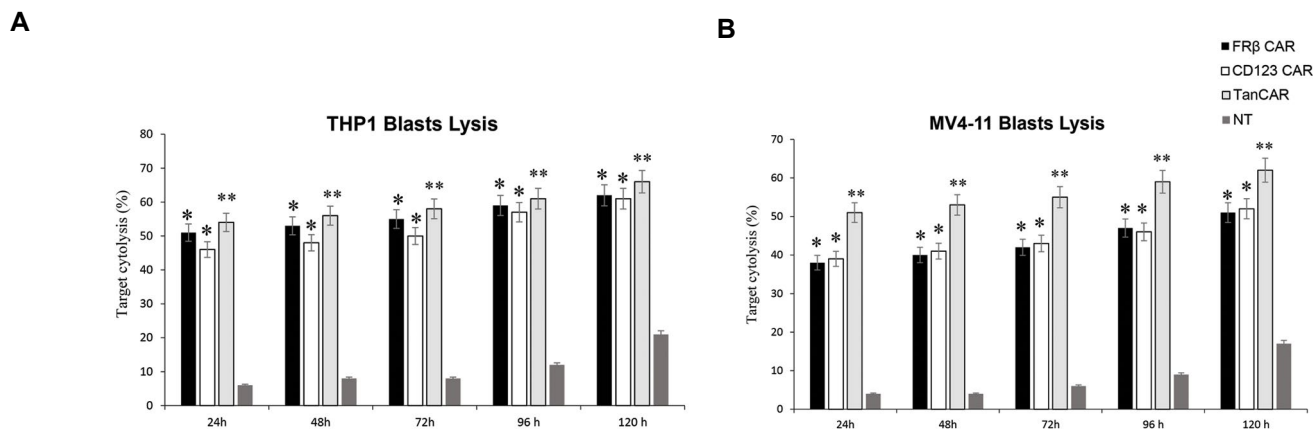 A
B
FRβ CAR
CD123 CAR
TanCAR
NT
THP1 Blasts Lysis
Target cytolysis (%)
80
70
60
50
40
30
20
10
0
* * **
* * **
* * **
* * **
* * **
24h 48h 72h 96 h 120 h
MV4-11 Blasts Lysis
Target cytolysis (%)
70
60
50
40
30
20
10
0
* * **
* * **
* * **
* * **
* * **
24h 48h 72h 96 h 120 h